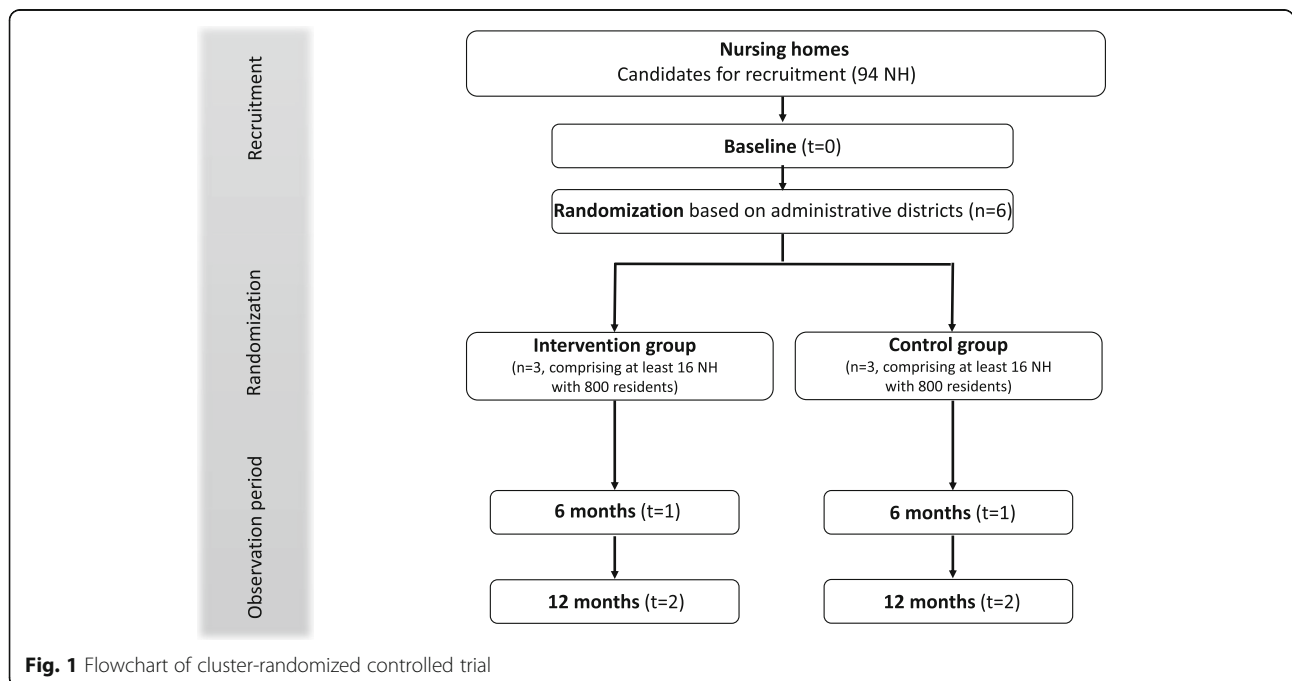 Recruitment
Randomization
Observation period
Nursing homes
Candidates for recruitment (94 NH)
Baseline (t=0)
Randomization based on administrative districts (n=6)
Intervention group
(n=3, comprising at least 16 NH
with 800 residents)
Control group
(n=3, comprising at least 16 NH
with 800 residents)
6 months (t=1)
6 months (t=1)
12 months (t=2)
12 months (t=2)
Fig. 1 Flowchart of cluster-randomized controlled trial